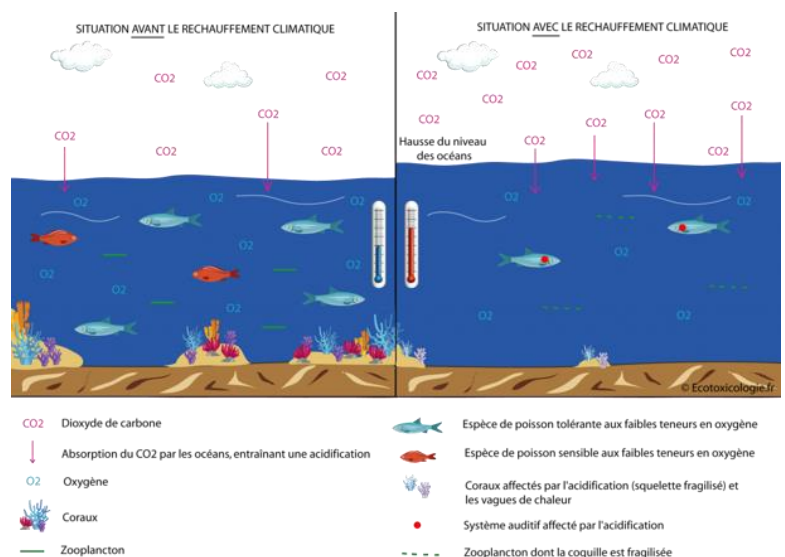 SITUATION AVANT LE RECHAUFFEMENT CLIMATIQUE
CO2
CO2
CO2
CO2
CO2
CO2
O2
O2
O2
O2
O2
O2
O2
SITUATION AVEC LE RECHAUFFEMENT CLIMATIQUE
CO2
CO2
CO2
CO2
CO2
CO2
CO2
CO2
CO2
CO2
CO2
CO2
Hausse du niveau
des océans
O2
O2
O2
O2
O2
© Ecotoxicologie.fr
CO2 Dioxyde de carbone
Absorption du CO2 par les océans, entraînant une acidification
O2 Oxygène
Coraux
Zooplancton
Espèce de poisson tolérante aux faibles teneurs en oxygène
Espèce de poisson sensible aux faibles teneurs en oxygène
Coraux affectés par l'acidification (squelette fragilisé) et
les vagues de chaleur
Système auditif affecté par l'acidification
Zooplancton dont la coquille est fragilisée